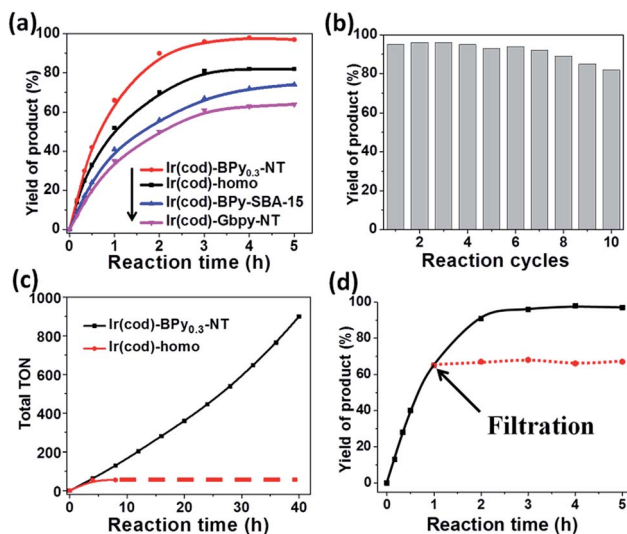 (a)
Yield of product (%)
100
80
60
40
20
0
Ir(cod)-BPy0.3-NT
Ir(cod)-homo
Ir(cod)-BPy-SBA-15
Ir(cod)-Gbpy-NT
0 1 2 3 4 5
Reaction time (h)
(b)
Yield of product (%)
100
80
60
40
20
0
2 4 6 8 10
Reaction cycles
(c)
Total TON
1000
800
600
400
200
0
Ir(cod)-BPy0.3-NT
Ir(cod)-homo
0 10 20 30 40
Reaction time (h)
(d)
Yield of product (%)
100
80
60
40
20
0
Filtration
0 1 2 3 4 5
Reaction time (h)